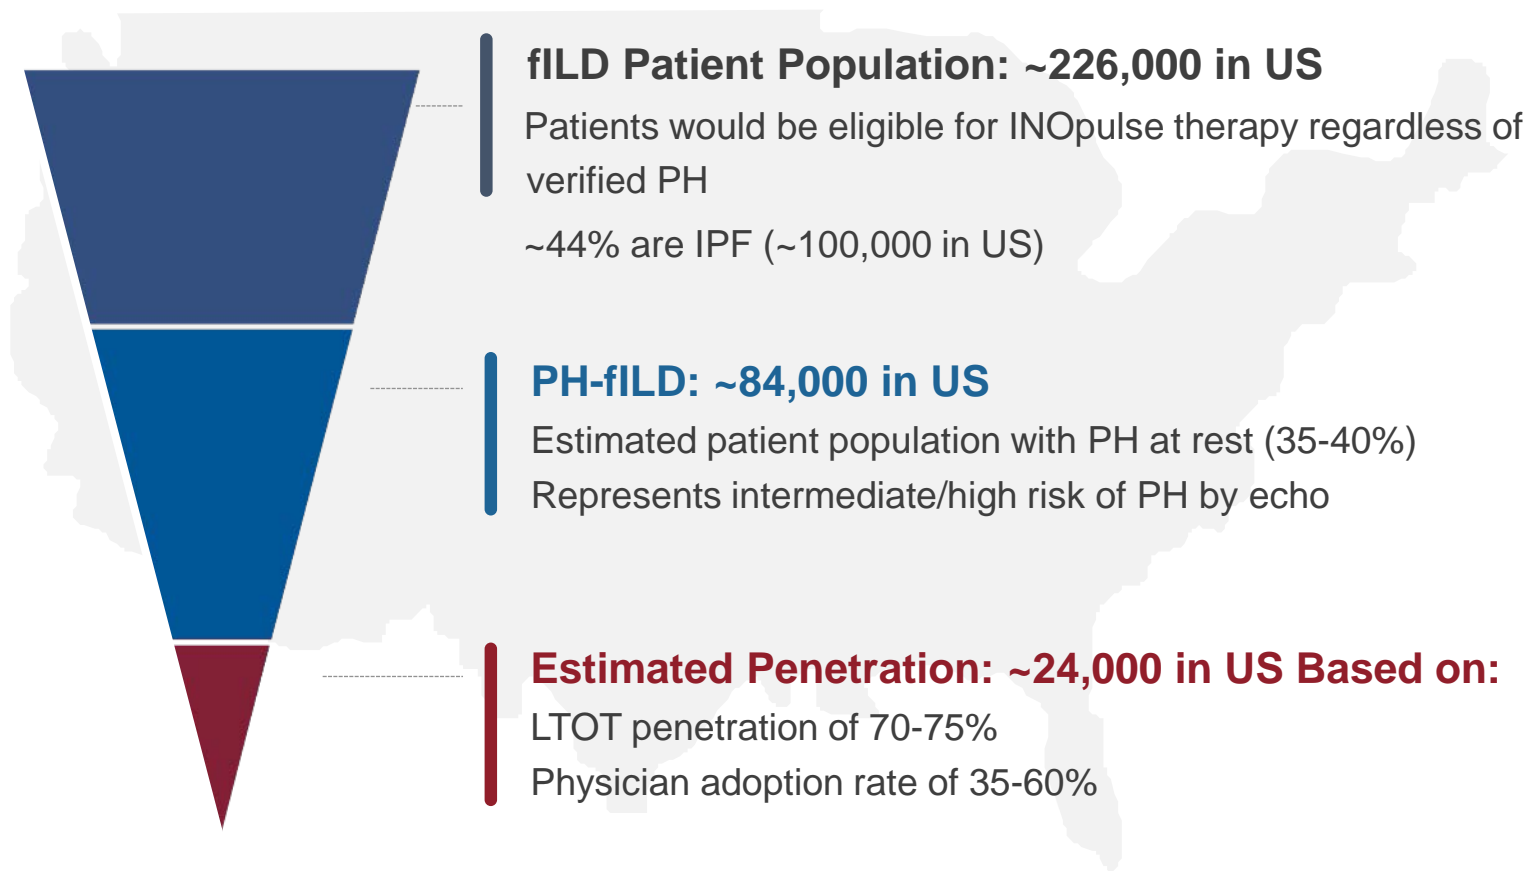 fILD Patient Population: ~226,000 in US
Patients would be eligible for INOpulse therapy regardless of
verified PH
~44% are IPF (~100,000 in US)
PH-fILD: ~84,000 in US
Estimated patient population with PH at rest (35-40%)
Represents intermediate/high risk of PH by echo
Estimated Penetration: ~24,000 in US Based on:
LTOT penetration of 70-75%
Physician adoption rate of 35-60%